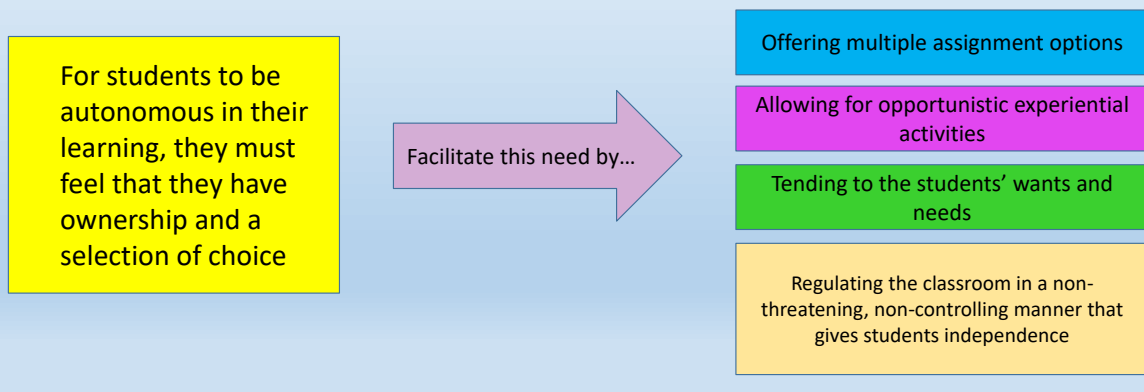 For students to be
autonomous in their
learning, they must
feel that they have
ownership and a
selection of choice
Facilitate this need by…
Offering multiple assignment options
Allowing for opportunistic experiential
activities
Tending to the students’ wants and
needs
Regulating the classroom in a non-
threatening, non-controlling manner that
gives students independence